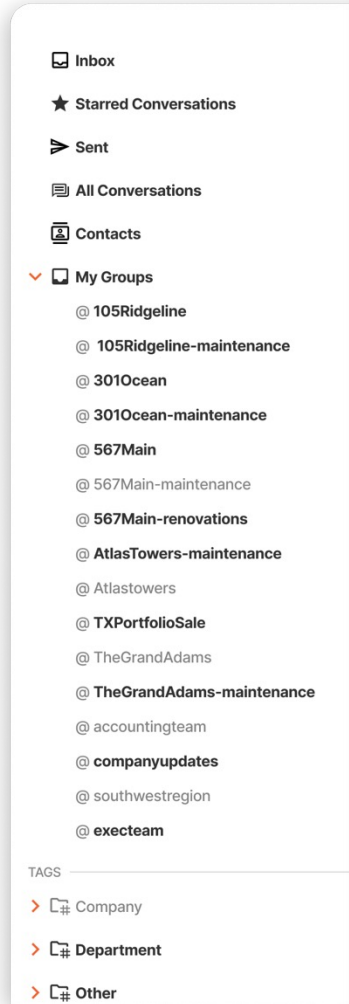 Inbox
Starred Conversations
Sent
All Conversations
Contacts
My Groups
@ 105Ridgeline
@ 105Ridgeline-maintenance
@ 301Ocean
@ 301Ocean-maintenance
@ 567Main
@ 567Main-maintenance
@ 567Main-renovations
@ AtlasTowers-maintenance
@ Atlastowers
@ TXPortfolioSale
@ TheGrandAdams
@ TheGrandAdams-maintenance
@ accountingteam
@ companyupdates
@ southwestregion
@ execteam
TAGS
Company
Department
Other